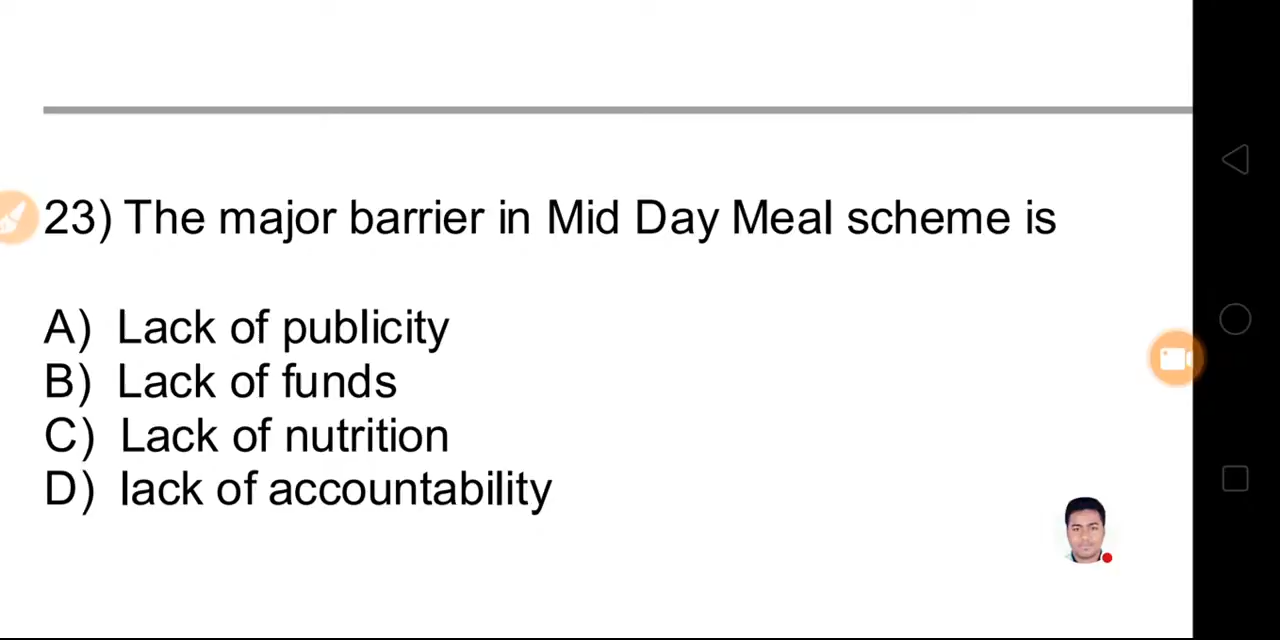 23) The major barrier in Mid Day Meal scheme is
A) Lack of publicity
B) Lack of funds
C) Lack of nutrition
D) lack of accountability